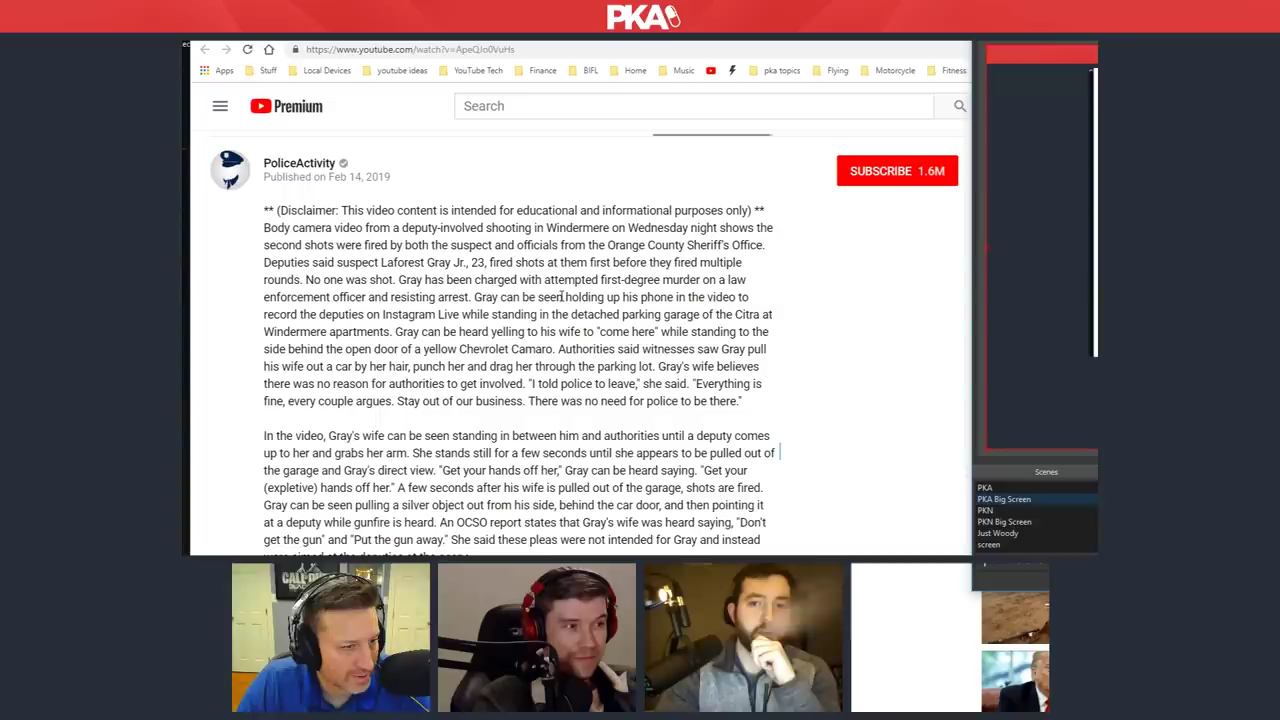 PKA
https://www.youtube.com/watch?v=ApeQJo0VuHs
Apps Stuff Local Devices youtube ideas YouTube Tech Finance BIFL Home Music pka topics Flying Motorcycle Fitness
Premium
Search
PoliceActivity
Published on Feb 14, 2019
SUBSCRIBE 1.6M
** (Disclaimer: This video content is intended for educational and informational purposes only) **
Body camera video from a deputy-involved shooting in Windermere on Wednesday night shows the
second shots were fired by both the suspect and officials from the Orange County Sheriff's Office.
Deputies said suspect Laforest Gray Jr., 23, fired shots at them first before they fired multiple
rounds. No one was shot. Gray has been charged with attempted first-degree murder on a law
enforcement officer and resisting arrest. Gray can be seen holding up his phone in the video to
record the deputies on Instagram Live while standing in the detached parking garage of the Citra at
Windermere apartments. Gray can be heard yelling to his wife to "come here" while standing to the
side behind the open door of a yellow Chevrolet Camaro. Authorities said witnesses saw Gray pull
his wife out a car by her hair, punch her and drag her through the parking lot. Gray's wife believes
there was no reason for authorities to get involved. "I told police to leave," she said. "Everything is
fine, every couple argues. Stay out of our business. There was no need for police to be there."
In the video, Gray's wife can be seen standing in between him and authorities until a deputy comes
up to her and grabs her arm. She stands still for a few seconds until she appears to be pulled out of
the garage and Gray's direct view. "Get your hands off her," Gray can be heard saying. "Get your
(expletive) hands off her." A few seconds after his wife is pulled out of the garage, shots are fired.
Gray can be seen pulling a silver object out from his side, behind the car door, and then pointing it
at a deputy while gunfire is heard. An OCSO report states that Gray's wife was heard saying, "Don't
get the gun" and "Put the gun away." She said these pleas were not intended for Gray and instead
Scenes
PKA
PKA Big Screen
PKN
PKN Big Screen
Just Woody
screen
CALL OF